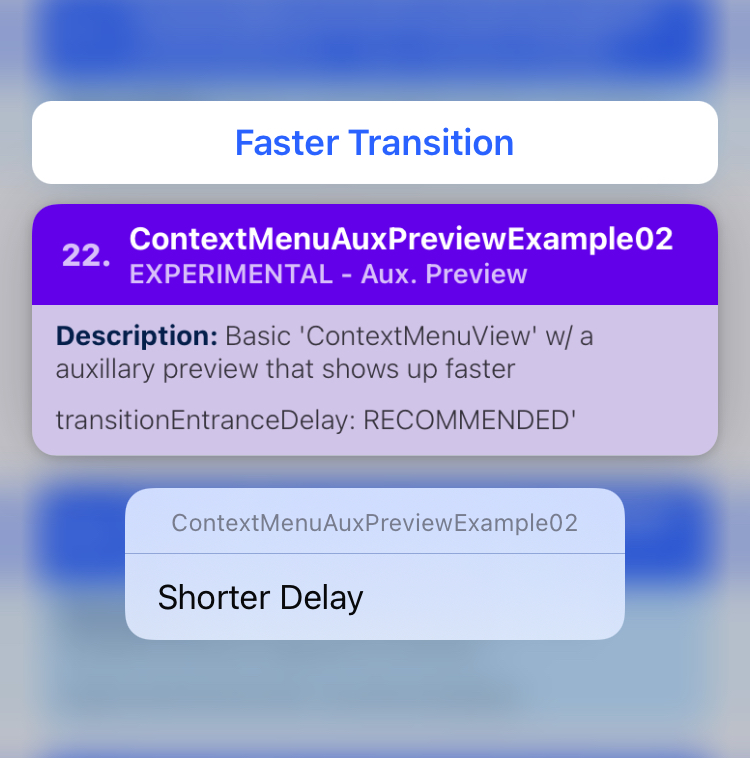 Faster Transition
22.
ContextMenuAuxPreviewExample02
EXPERIMENTAL - Aux. Preview
Description: Basic 'ContextMenuView' w/ a
auxillary preview that shows up faster
transitionEntranceDelay: RECOMMENDED'
ContextMenuAuxPreviewExample02
Shorter Delay